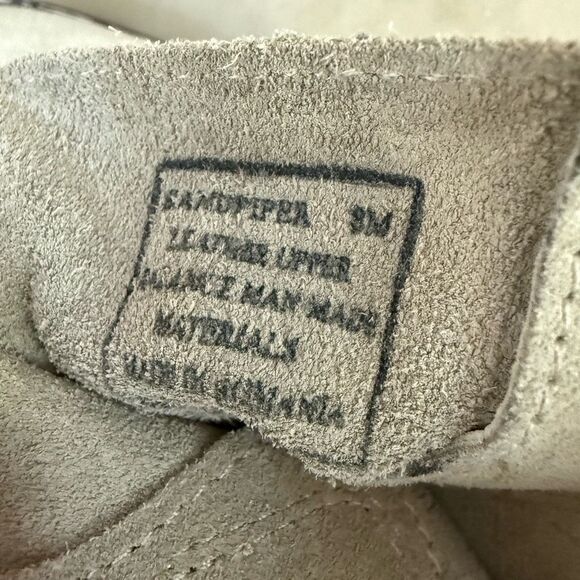 SANDPIPER 9M
LEATHER UPPER
BALANCE MAN MADE
MATERIALS
MADE IN ROMANIA